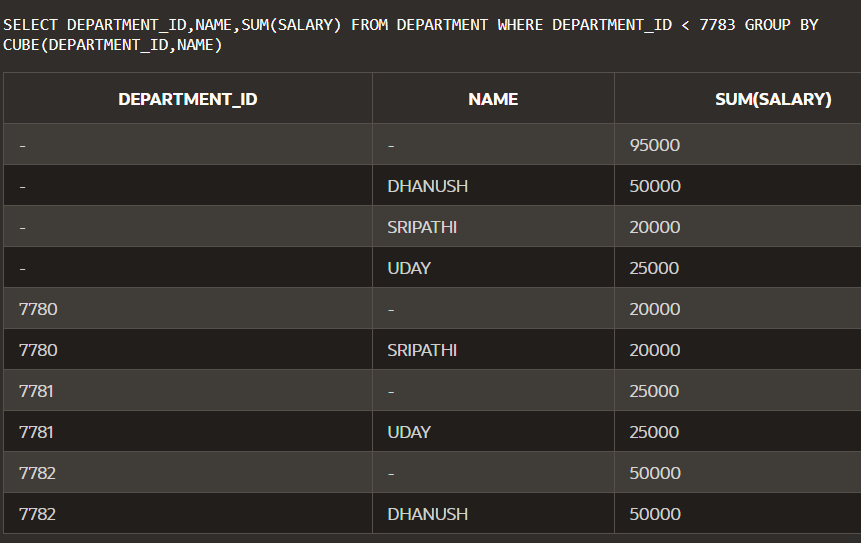 SELECT DEPARTMENT_ID,NAME,SUM(SALARY) FROM DEPARTMENT WHERE DEPARTMENT_ID < 7783 GROUP BY
CUBE(DEPARTMENT_ID,NAME)
DEPARTMENT_ID NAME SUM(SALARY)
- - 95000
- DHANUSH 50000
- SRIPATHI 20000
- UDAY 25000
7780 - 20000
7780 SRIPATHI 20000
7781 - 25000
7781 UDAY 25000
7782 - 50000
7782 DHANUSH 50000